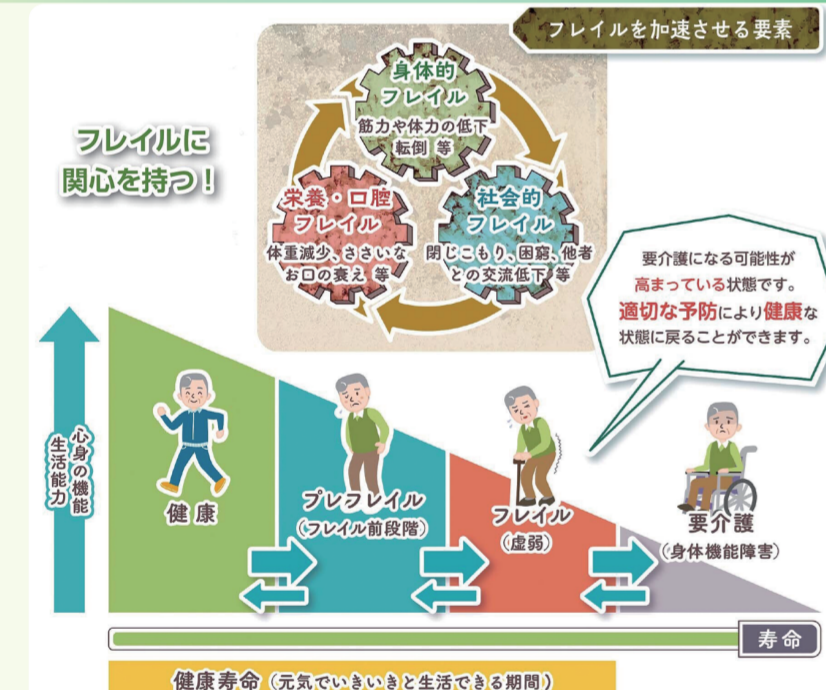 フレイルを加速させる要素
フレイルに
関心を持つ！
身体的
フレイル
筋力や体力の低下
転倒 等
栄養・口腔
フレイル
体重減少、ささいな
お口の衰え 等
社会的
フレイル
閉じこもり、困窮、他者
との交流低下 等
要介護になる可能性が
高まっている状態です。
適切な予防により健康な
状態に戻ることができます。
心身の機能
生活能力
健康
プレフレイル
（フレイル前段階）
フレイル
（虚弱）
要介護
（身体機能障害）
寿命
健康寿命（元気でいきいきと生活できる期間）